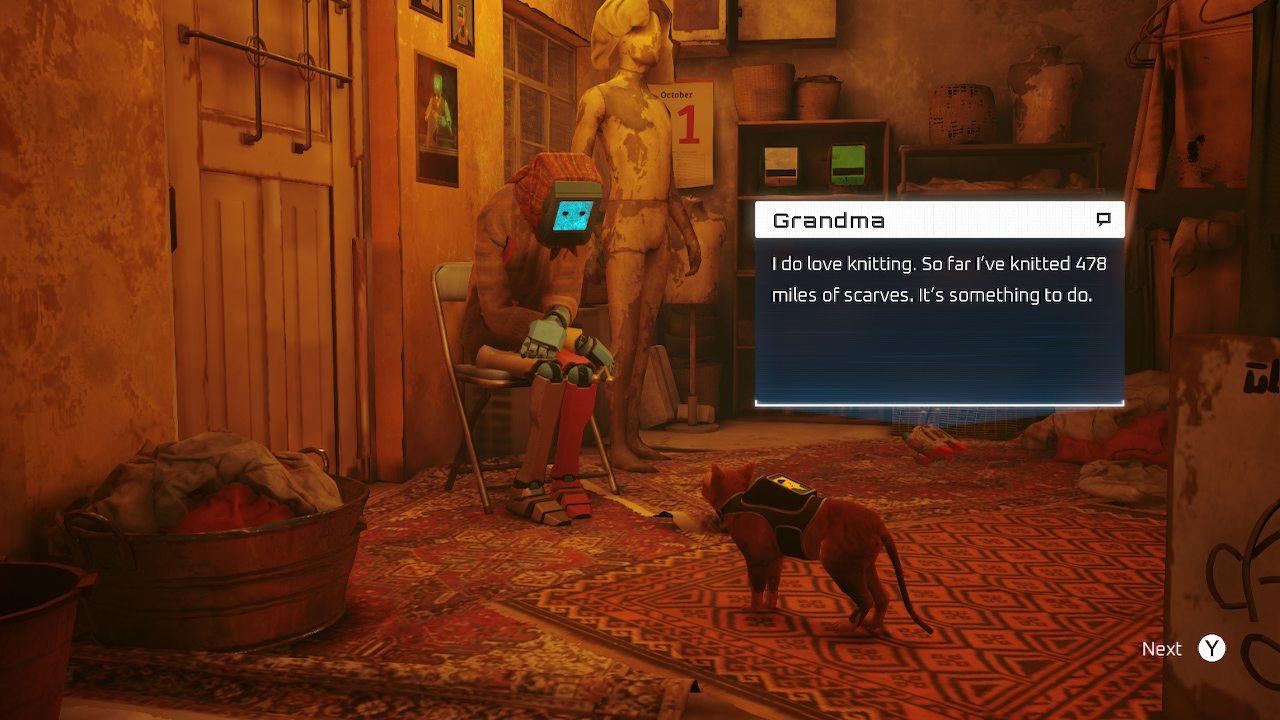 October
1
Grandma
I do love knitting. So far I've knitted 478
miles of scarves. It's something to do.
Next Y